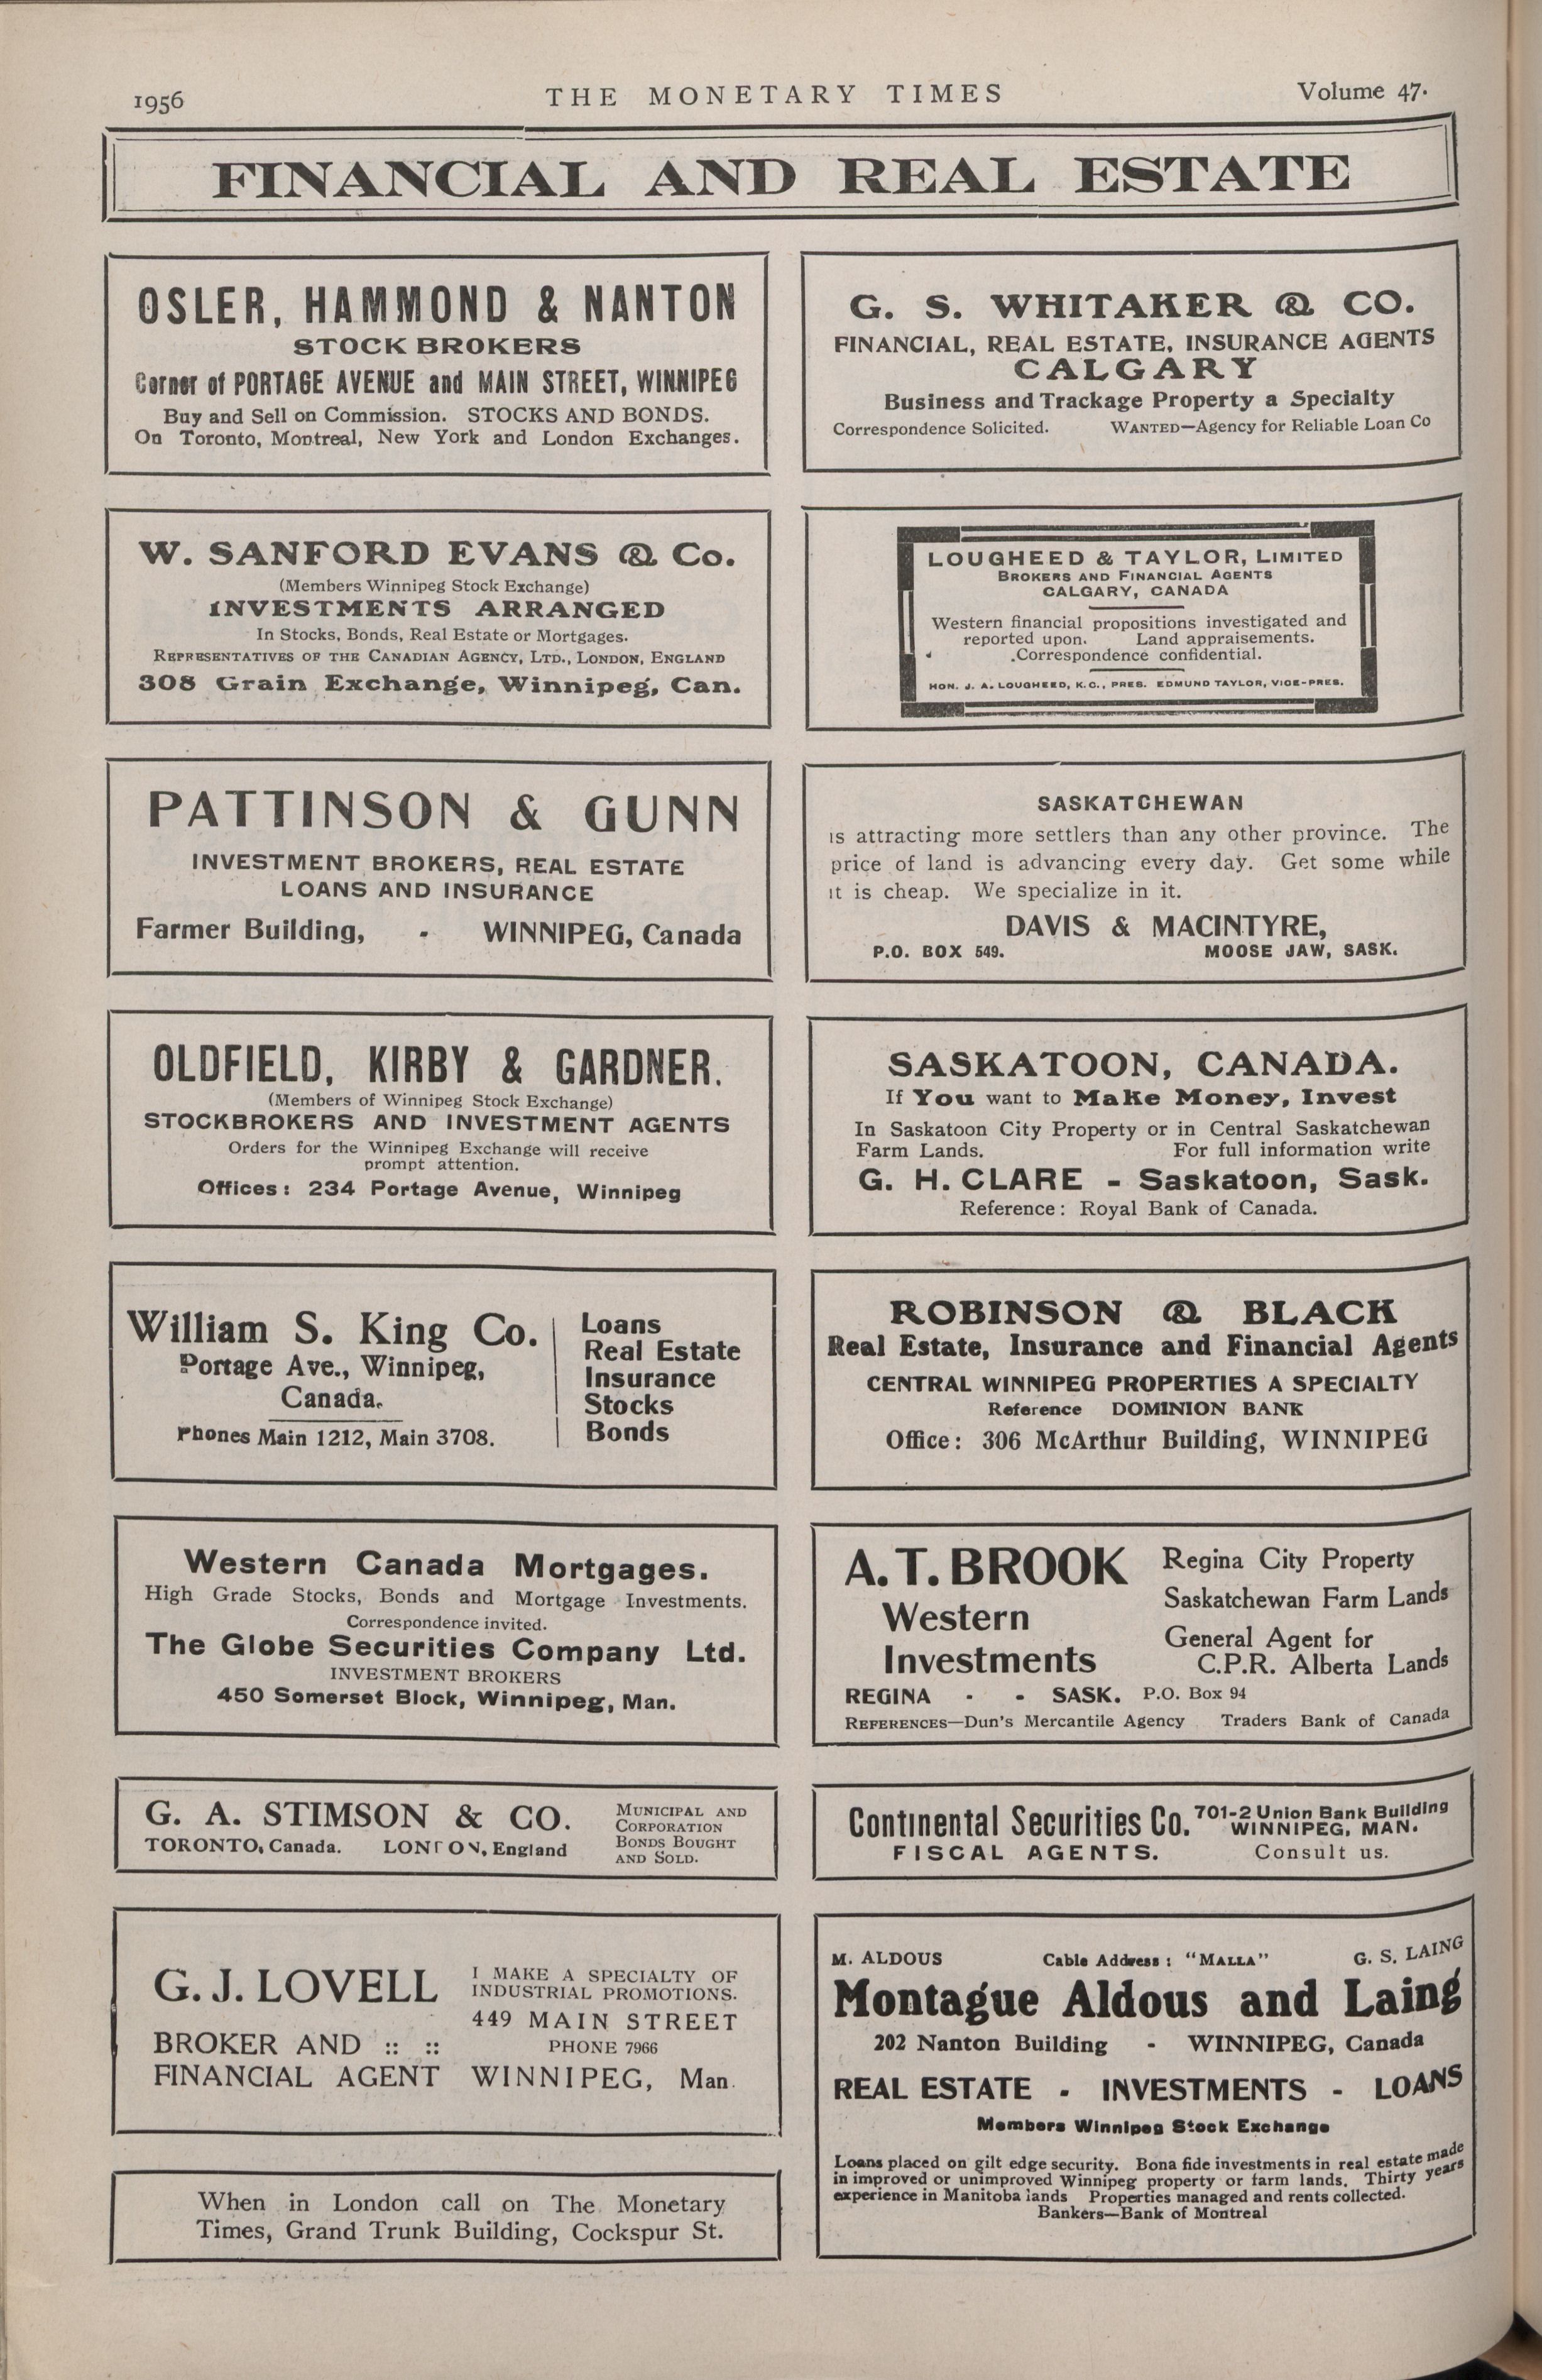 1956
THE MONETARY TIMES
Volume 47.
FINANCIAL AND REAL ESTATE
OSLER, HAMMOND & NANTON
STOCK BROKERS
Corner of PORTAGE AVENUE and MAIN STREET, WINNIPEG
Buy and Sell on Commission. STOCKS AND BONDS.
On Toronto, Montreal, New York and London Exchanges.
W. SANFORD EVANS & Co.
(Members Winnipeg Stock Exchange)
INVESTMENTS ARRANGED
In Stocks, Bonds, Real Estate or Mortgages.
REPRESENTATIVES OF THE CANADIAN AGENCY, LTD., LONDON, ENGLAND
308 Grain Exchange, Winnipeg, Can.
PATTINSON & GUNN
INVESTMENT BROKERS, REAL ESTATE
LOANS AND INSURANCE
Farmer Building, - WINNIPEG, Canada
OLDFIELD, KIRBY & GARDNER.
(Members of Winnipeg Stock Exchange)
STOCKBROKERS AND INVESTMENT AGENTS
Orders for the Winnipeg Exchange will receive
prompt attention.
Offices: 234 Portage Avenue, Winnipeg
William S. King Co.
Portage Ave., Winnipeg,
Canada.
Phones Main 1212, Main 3708.
Loans
Real Estate
Insurance
Stocks
Bonds
Western Canada Mortgages.
High Grade Stocks, Bonds and Mortgage Investments.
Correspondence invited.
The Globe Securities Company Ltd.
INVESTMENT BROKERS
450 Somerset Block, Winnipeg, Man.
G. A. STIMSON & CO.
TORONTO, Canada. LONDON, England
MUNICIPAL AND
CORPORATION
BONDS BOUGHT
AND SOLD.
G. J. LOVELL
BROKER AND :: ::
FINANCIAL AGENT
I MAKE A SPECIALTY OF
INDUSTRIAL PROMOTIONS.
449 MAIN STREET
PHONE 7966
WINNIPEG, Man.
When in London call on The Monetary
Times, Grand Trunk Building, Cockspur St.
G. S. WHITAKER & CO.
FINANCIAL, REAL ESTATE, INSURANCE AGENTS
CALGARY
Business and Trackage Property a Specialty
Correspondence Solicited. WANTED—Agency for Reliable Loan Co
LOUGHEED & TAYLOR, LIMITED
BROKERS AND FINANCIAL AGENTS
CALGARY, CANADA
Western financial propositions investigated and
reported upon. Land appraisements.
Correspondence confidential.
HON. J. A. LOUGHEED, K.C., PRES. EDMUND TAYLOR, VICE-PRES.
SASKATCHEWAN
is attracting more settlers than any other province. The
price of land is advancing every day. Get some while
it is cheap. We specialize in it.
DAVIS & MACINTYRE,
P.O. BOX 549. MOOSE JAW, SASK.
SASKATOON, CANADA.
If You want to Make Money, Invest
In Saskatoon City Property or in Central Saskatchewan
Farm Lands. For full information write
G. H. CLARE - Saskatoon, Sask.
Reference: Royal Bank of Canada.
ROBINSON & BLACK
Real Estate, Insurance and Financial Agents
CENTRAL WINNIPEG PROPERTIES A SPECIALTY
Reference DOMINION BANK
Office: 306 McArthur Building, WINNIPEG
A. T. BROOK
Western
Investments
Regina City Property
Saskatchewan Farm Lands
General Agent for
C.P.R. Alberta Lands
REGINA - - SASK. P.O. Box 94
REFERENCES—Dun's Mercantile Agency Traders Bank of Canada
Continental Securities Co.
701-2 Union Bank Building
WINNIPEG, MAN.
FISCAL AGENTS. Consult us.
M. ALDOUS Cable Address: "MALLA" G. S. LAING
Montague Aldous and Laing
202 Nanton Building - WINNIPEG, Canada
REAL ESTATE - INVESTMENTS - LOANS
Members Winnipeg Stock Exchange
Loans placed on gilt edge security. Bona fide investments in real estate made
in improved or unimproved Winnipeg property or farm lands. Thirty years
experience in Manitoba lands Properties managed and rents collected.
Bankers—Bank of Montreal